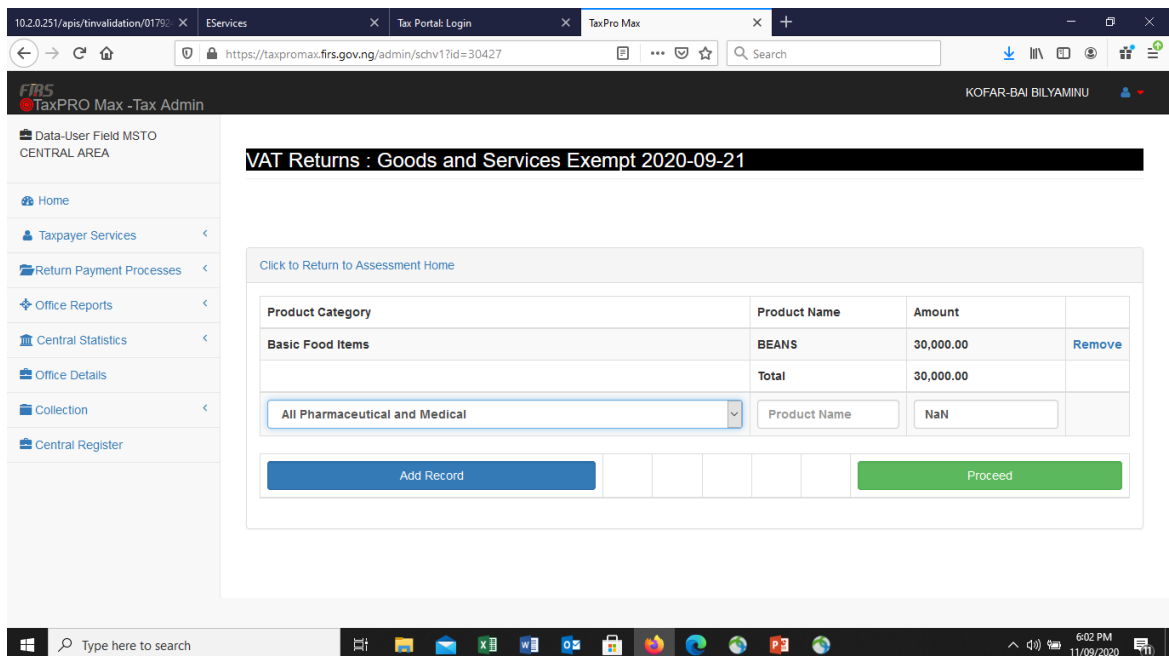 10.2.0.251/apis/tinvalidation/01792-
EServices
Tax Portal: Login
TaxPro Max
https://taxpromax.firs.gov.ng/admin/schv1?id=30427
Search
FIRS
TaxPRO Max -Tax Admin
KOFAR-BAI BILYAMINU
Data-User Field MSTO
CENTRAL AREA
VAT Returns : Goods and Services Exempt 2020-09-21
Home
Taxpayer Services
Return Payment Processes
Office Reports
Central Statistics
Office Details
Collection
Central Register
Click to Return to Assessment Home
Product Category Product Name Amount
Basic Food Items BEANS 30,000.00 Remove
Total 30,000.00
All Pharmaceutical and Medical Product Name NaN
Add Record Proceed
Type here to search
6:02 PM
11/09/2020
11